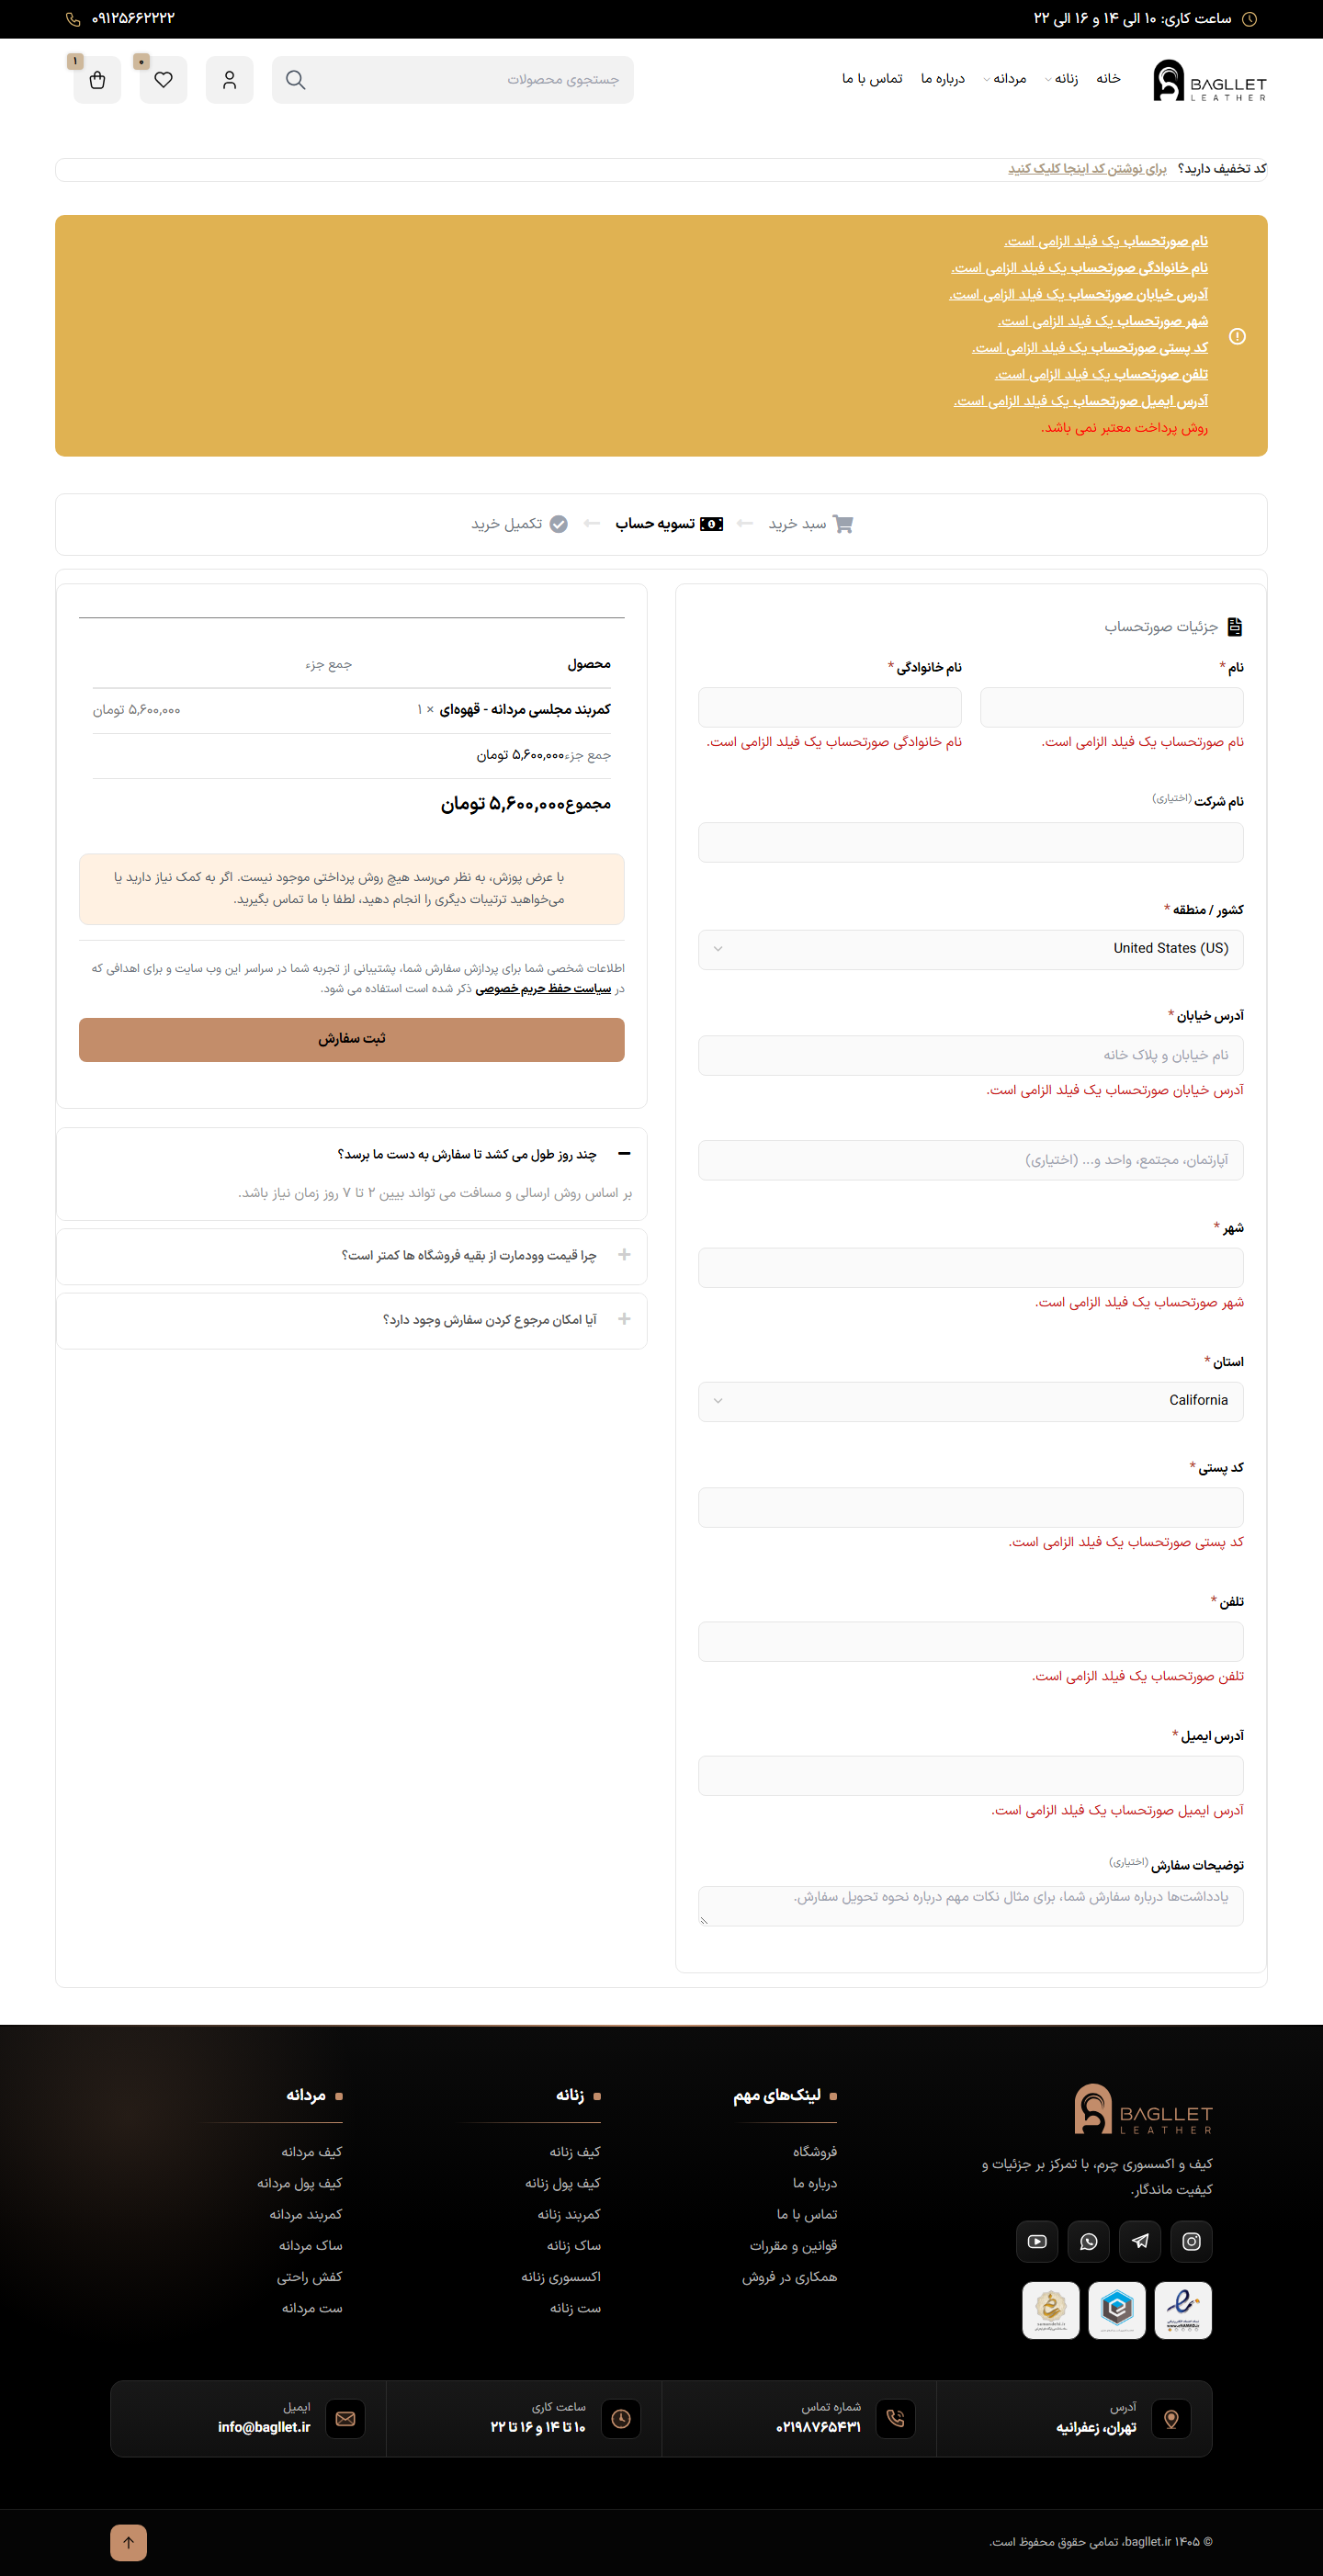 ساعت کاری: ۱۰ الی ۱۴ و ۱۶ الی ۲۲
۰۹۱۲۵۶۶۲۲۲۲
BAGLLET
LEATHER
خانه
زنانه
مردانه
درباره ما
تماس با ما
جستجوی محصولات
۰
۱
کد تخفیف دارید؟ برای نوشتن کد اینجا کلیک کنید
نام صورتحساب یک فیلد الزامی است.
نام خانوادگی صورتحساب یک فیلد الزامی است.
آدرس خیابان صورتحساب یک فیلد الزامی است.
شهر صورتحساب یک فیلد الزامی است.
کد پستی صورتحساب یک فیلد الزامی است.
تلفن صورتحساب یک فیلد الزامی است.
آدرس ایمیل صورتحساب یک فیلد الزامی است.
روش پرداخت معتبر نمی باشد.
سبد خرید
تسویه حساب
تکمیل خرید
جزئیات صورتحساب
نام *
نام خانوادگی *
نام صورتحساب یک فیلد الزامی است.
نام خانوادگی صورتحساب یک فیلد الزامی است.
نام شرکت (اختیاری)
کشور / منطقه *
United States (US)
آدرس خیابان *
نام خیابان و پلاک خانه
آدرس خیابان صورتحساب یک فیلد الزامی است.
آپارتمان، مجتمع، واحد و... (اختیاری)
شهر *
شهر صورتحساب یک فیلد الزامی است.
استان *
California
کد پستی *
کد پستی صورتحساب یک فیلد الزامی است.
تلفن *
تلفن صورتحساب یک فیلد الزامی است.
آدرس ایمیل *
آدرس ایمیل صورتحساب یک فیلد الزامی است.
توضیحات سفارش (اختیاری)
یادداشت‌ها درباره سفارش شما، برای مثال نکات مهم درباره نحوه تحویل سفارش.
محصول
جمع جزء
کمربند مجلسی مردانه - قهوه‌ای × ۱
۵,۶۰۰,۰۰۰ تومان
جمع جزء۵,۶۰۰,۰۰۰ تومان
مجموع۵,۶۰۰,۰۰۰ تومان
با عرض پوزش، به نظر می‌رسد هیچ روش پرداختی موجود نیست. اگر به کمک نیاز دارید یا
می‌خواهید ترتیبات دیگری را انجام دهید، لطفا با ما تماس بگیرید.
اطلاعات شخصی شما برای پردازش سفارش شما، پشتیبانی از تجربه شما در سراسر این وب سایت و برای اهدافی که
در سیاست حفظ حریم خصوصی ذکر شده است استفاده می شود.
ثبت سفارش
چند روز طول می کشد تا سفارش به دست ما برسد؟
بر اساس روش ارسالی و مسافت می تواند بیین ۲ تا ۷ روز زمان نیاز باشد.
چرا قیمت وودمارت از بقیه فروشگاه ها کمتر است؟
آیا امکان مرجوع کردن سفارش وجود دارد؟
BAGLLET
LEATHER
کیف و اکسسوری چرم، با تمرکز بر جزئیات و
کیفیت ماندگار.
لینک‌های مهم
فروشگاه
درباره ما
تماس با ما
قوانین و مقررات
همکاری در فروش
زنانه
کیف زنانه
کیف پول زنانه
کمربند زنانه
ساک زنانه
اکسسوری زنانه
ست زنانه
مردانه
کیف مردانه
کیف پول مردانه
کمربند مردانه
ساک مردانه
کفش راحتی
ست مردانه
آدرس
تهران، زعفرانیه
شماره تماس
۰۲۱۹۸۷۶۵۴۳۱
ساعت کاری
۱۰ تا ۱۴ و ۱۶ تا ۲۲
ایمیل
info@bagllet.ir
© ۱۴۰۵ bagllet.ir، تمامی حقوق محفوظ است.